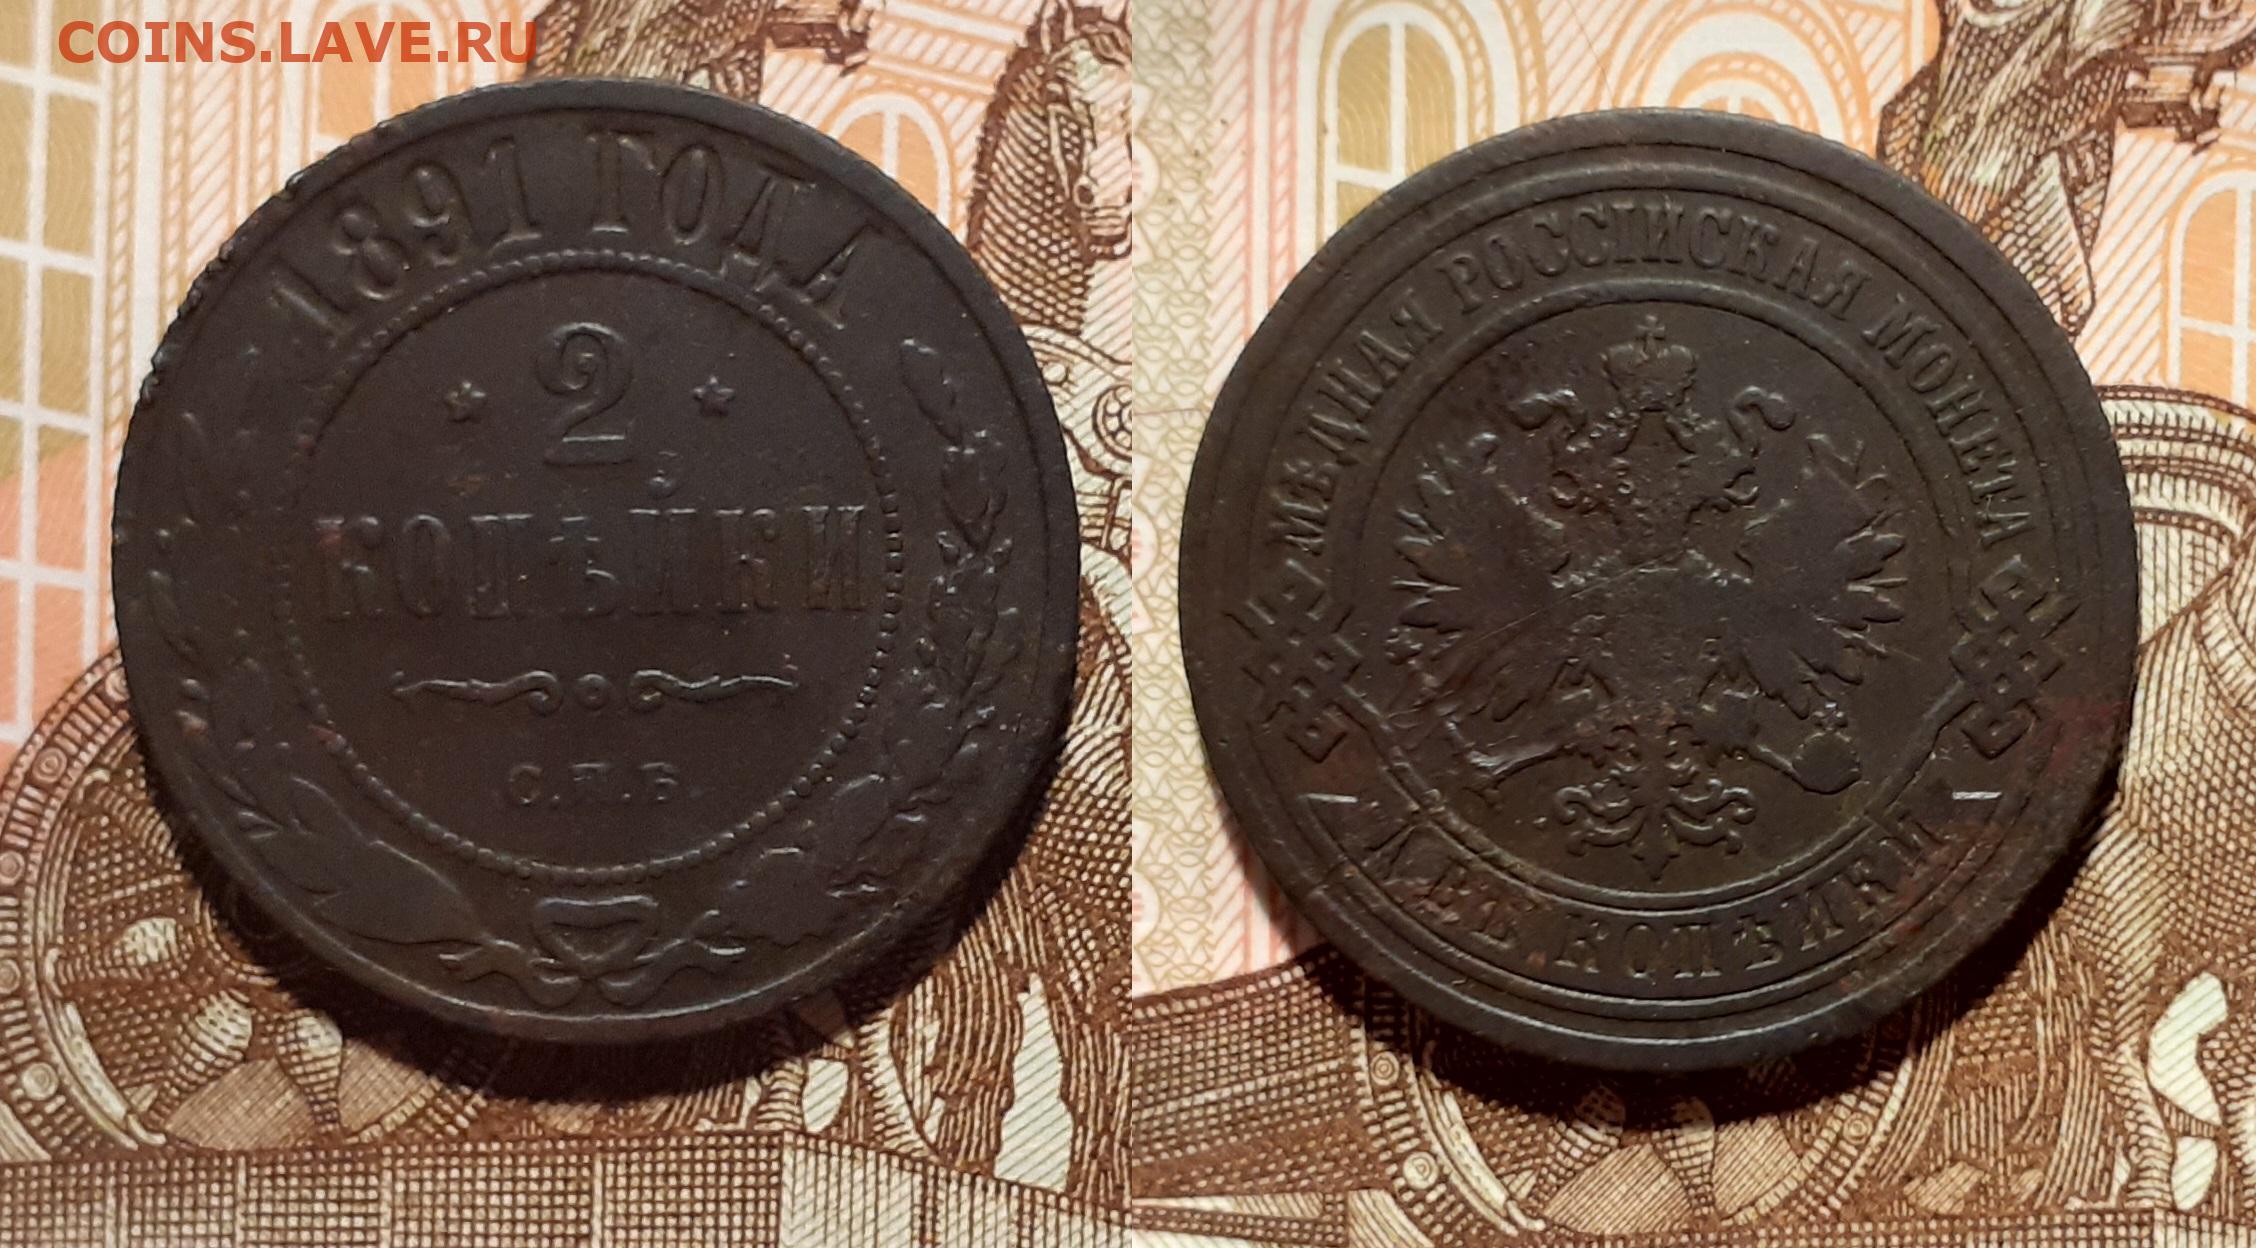 COINS.LAVE.RU
1891 ГОДА
2
КОПѢЙКИ
С.П.Б.
МѢДНАЯ РОССІЙСКАЯ МОНЕТА
ДВѢ КОПѢЙКИ